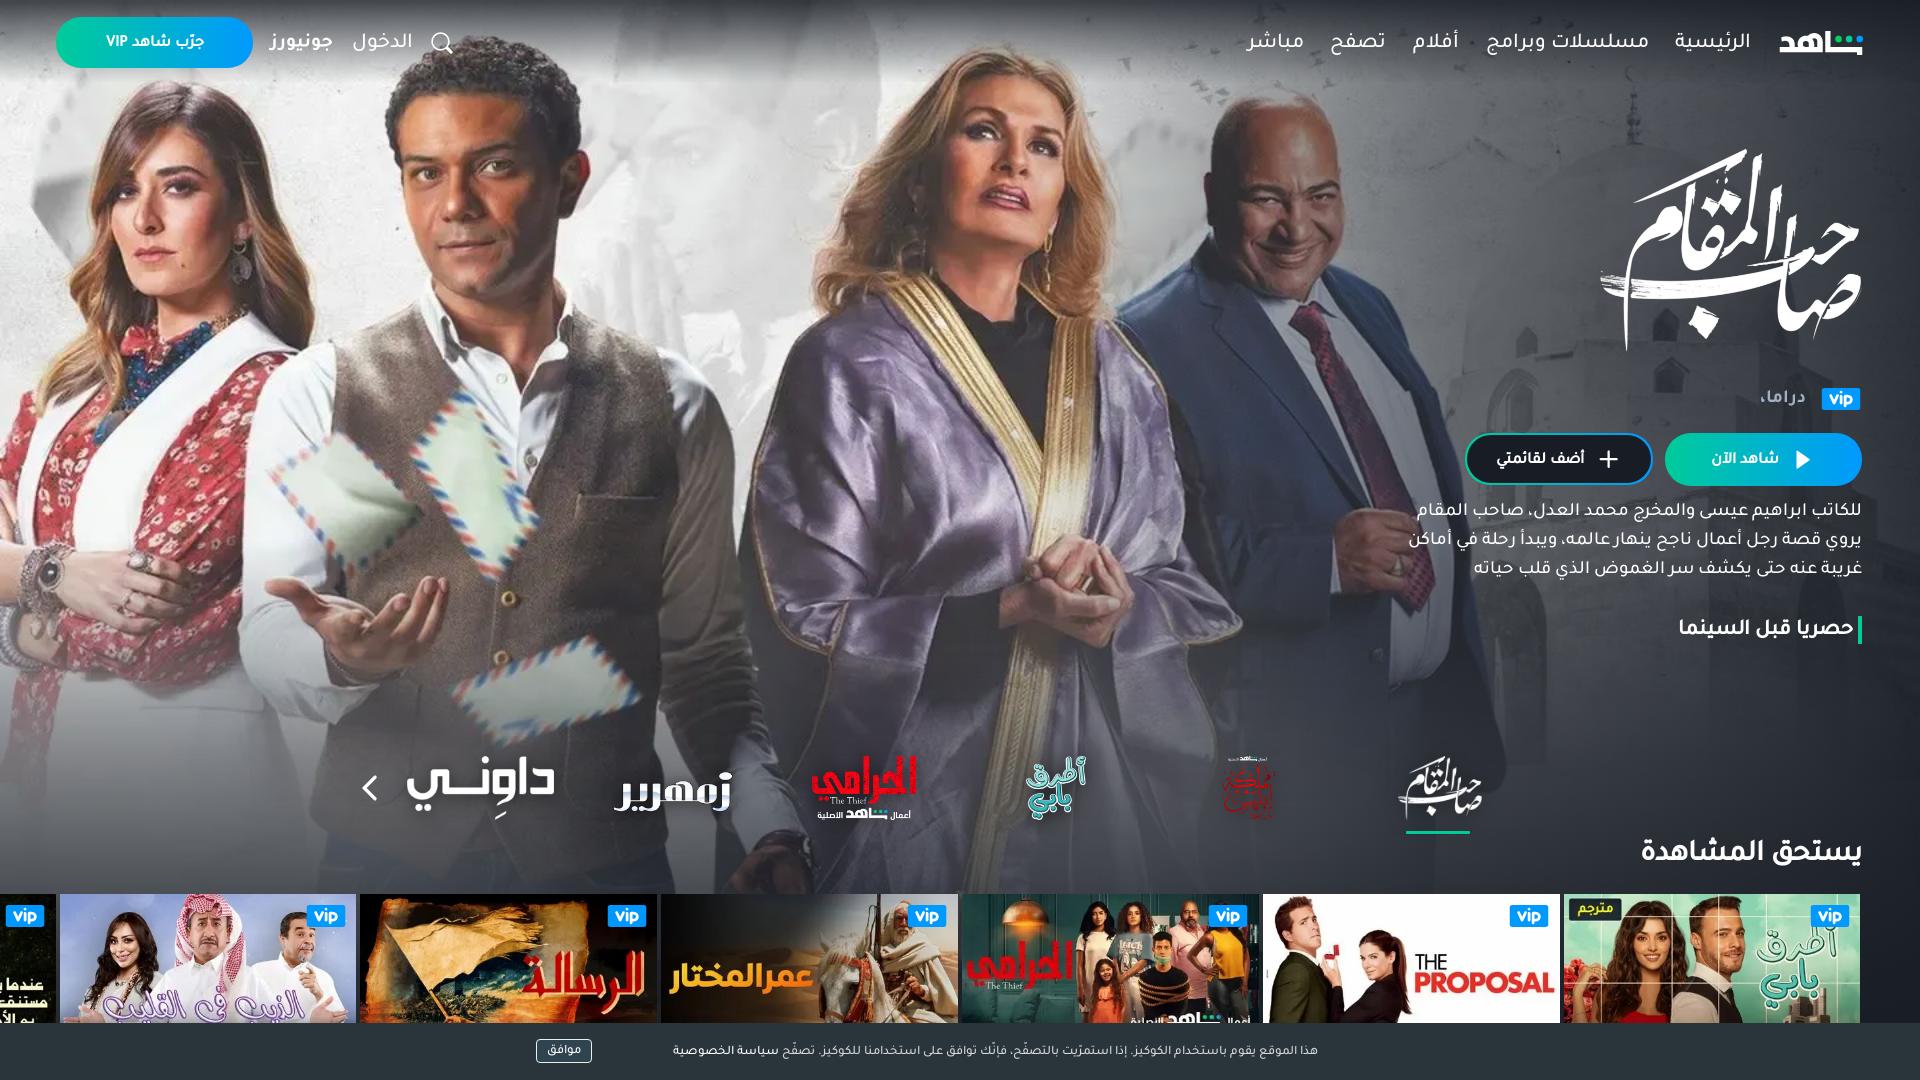 شاهد
الرئيسية
مسلسلات وبرامج
أفلام
تصفح
مباشر
الدخول
جونيورز
جرّب شاهد VIP
صاحب المقام
vip
دراما،
شاهد الآن
أضف لقائمتي
للكاتب ابراهيم عيسى والمخرج محمد العدل، صاحب المقام
يروي قصة رجل أعمال ناجح ينهار عالمه، ويبدأ رحلة في أماكن
غريبة عنه حتى يكشف سر الغموض الذي قلب حياته
حصريا قبل السينما
صاحب المقام
أطرق بابي
الحرامي
The Thief
أعمال شاهد الأصلية
زمهرير
داوني
يستحق المشاهدة
مترجم
vip
أطرق
بابي
vip
THE
PROPOSAL
vip
الحرامي
The Thief
أعمال شاهد الأصلية
vip
عمر المختار
vip
الرسالة
vip
الذيب في القليب
vip
عندما
هذا الموقع يقوم باستخدام الكوكيز. إذا استمرّيت بالتصفّح، فإنّك توافق على استخدامنا للكوكيز. تصفّح سياسة الخصوصية
موافق